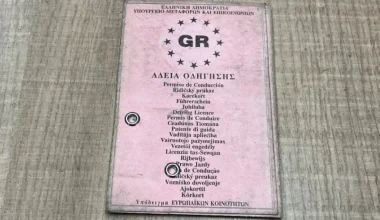 ΕΛΛΗΝΙΚΗ ΔΗΜΟΚΡΑΤΙΑ
ΥΠΟΥΡΓΕΙΟ ΜΕΤΑΦΟΡΩΝ ΚΑΙ ΕΠΙΚΟΙΝΩΝΙΩΝ
GR
ΑΔΕΙΑ ΟΔΗΓΗΣΗΣ
Permiso de Conducción
Řidičský průkaz
Kørekort
Führerschein
Juhiluba
Driving Licence
Permis de Conduire
Ceadúnas Tiomána
Patente di guida
Vadītāja apliecība
Vairuotojo pažymėjimas
Vezetői engedély
Liċenzja tas-Sewqan
Rijbewijs
Prawo Jazdy
de Condução
Vodičský preukaz
Vozniško dovoljenje
Ajokortti
Körkort
Υπόδειγμα ΕΥΡΩΠΑΪΚΩΝ ΚΟΙΝΟΤΗΤΩΝ